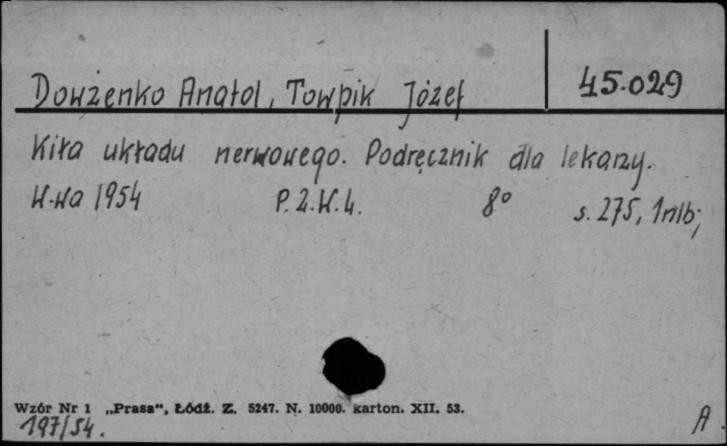 Dowżenko Anatol, Towpik Józef
45.029
Kiła układu nerwowego. Podręcznik dla lekarzy.
W-wa 1954 P.Z.W.L. 8° s. 275, 1nlb;
Wzór Nr 1 „Prasa“, Łódź. Z. 5247. N. 10000. karton. XII. 53.
197/54.
A